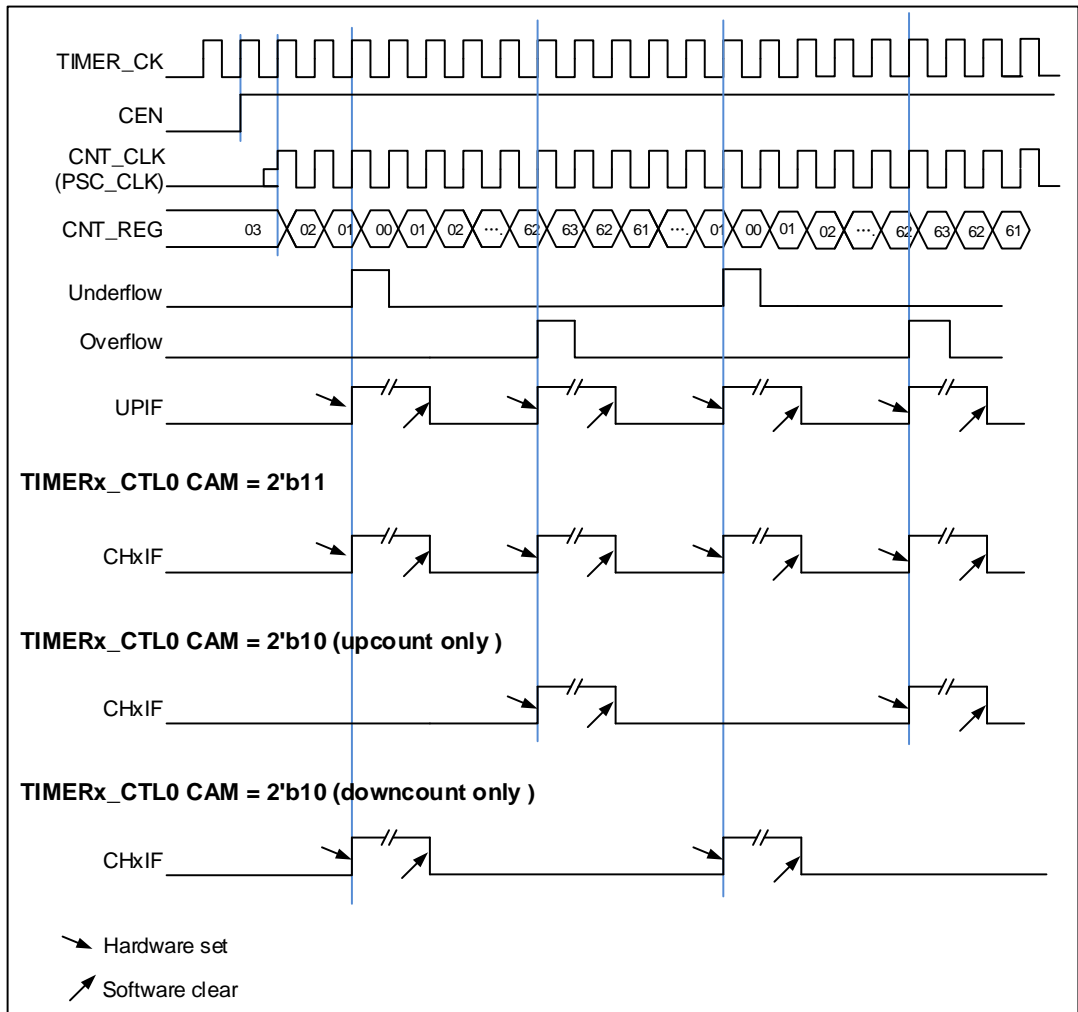 TIMER_CK
CEN
CNT_CLK
(PSC_CLK)
CNT_REG 03 02 01 00 01 02 ···. 62 63 62 61 ···. 01 00 01 02 ···. 62 63 62 61
Underflow
Overflow
UPIF
TIMERx_CTL0 CAM = 2'b11
CHxIF
TIMERx_CTL0 CAM = 2'b10 (upcount only )
CHxIF
TIMERx_CTL0 CAM = 2'b10 (downcount only )
CHxIF
Hardware set
Software clear